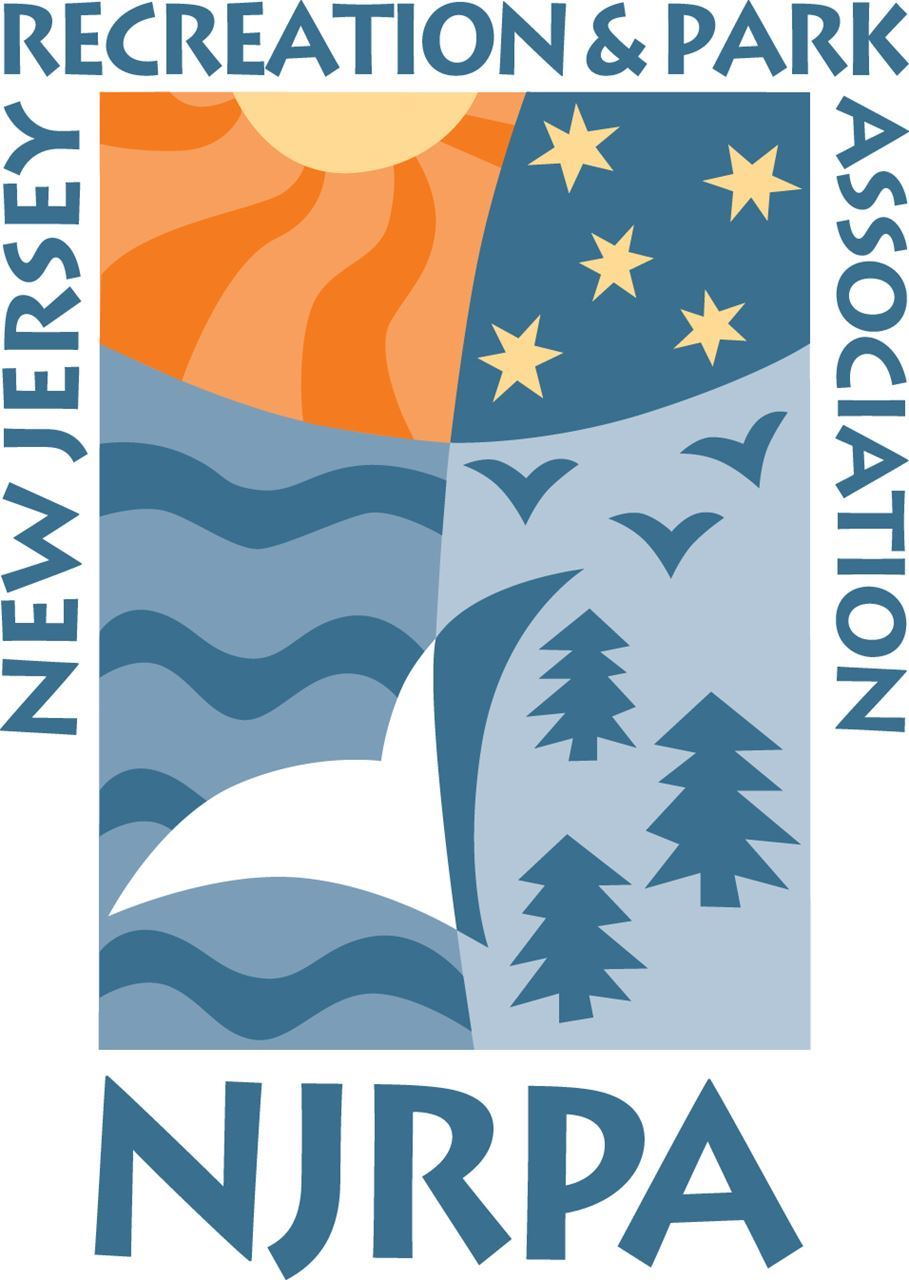 NEW JERSEY
RECREATION & PARK
ASSOCIATION
NJRPA